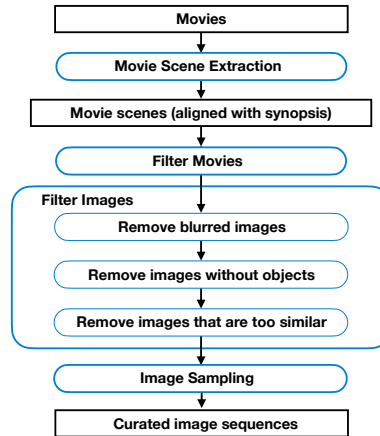 Movies
Movie Scene Extraction
Movie scenes (aligned with synopsis)
Filter Movies
Filter Images
Remove blurred images
Remove images without objects
Remove images that are too similar
Image Sampling
Curated image sequences